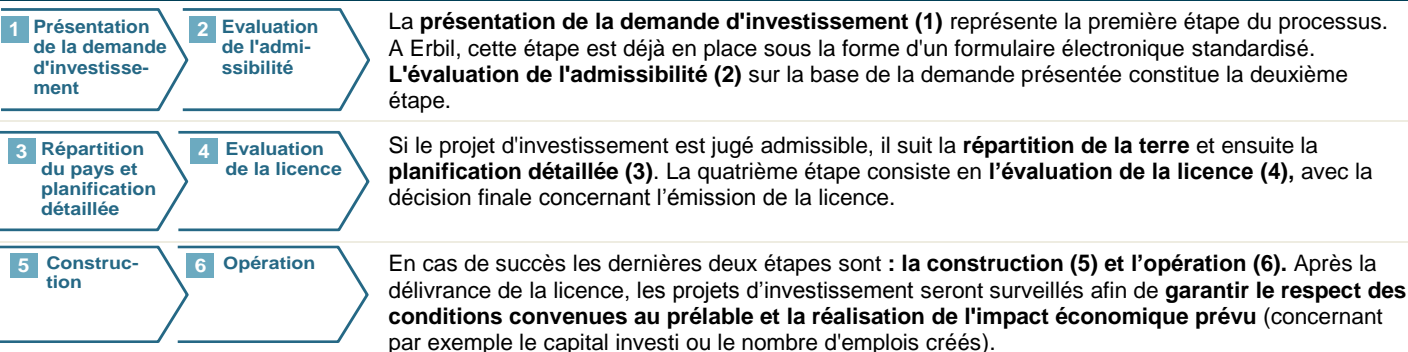 1 Présentation
de la demande
d'investisse-
ment
2 Evaluation
de l'admi-
ssibilité
La présentation de la demande d'investissement (1) représente la première étape du processus.
A Erbil, cette étape est déjà en place sous la forme d'un formulaire électronique standardisé.
L'évaluation de l'admissibilité (2) sur la base de la demande présentée constitue la deuxième
étape.
3 Répartition
du pays et
planification
détaillée
4 Evaluation
de la licence
Si le projet d'investissement est jugé admissible, il suit la répartition de la terre et ensuite la
planification détaillée (3). La quatrième étape consiste en l’évaluation de la licence (4), avec la
décision finale concernant l’émission de la licence.
5 Construc-
tion
6 Opération
En cas de succès les dernières deux étapes sont : la construction (5) et l’opération (6). Après la
délivrance de la licence, les projets d’investissement seront surveillés afin de garantir le respect des
conditions convenues au prélable et la réalisation de l'impact économique prévu (concernant
par exemple le capital investi ou le nombre d'emplois créés).